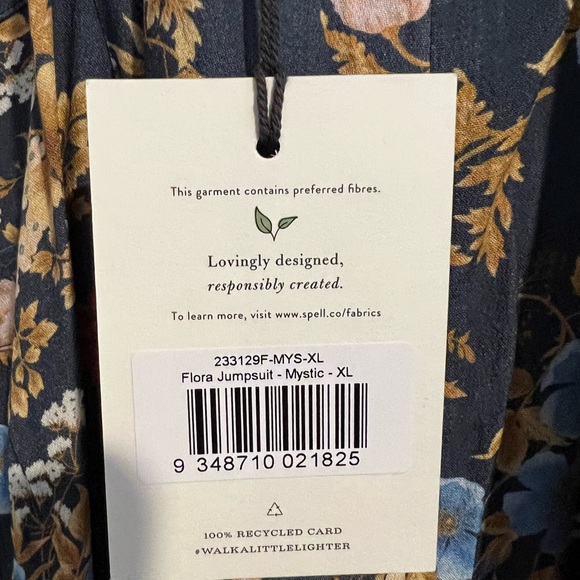 This garment contains preferred fibres.
Lovingly designed,
responsibly created.
To learn more, visit www.spell.co/fabrics
233129F-MYS-XL
Flora Jumpsuit - Mystic - XL
9 348710 021825
100% RECYCLED CARD
#WALKALITTLELIGHTER